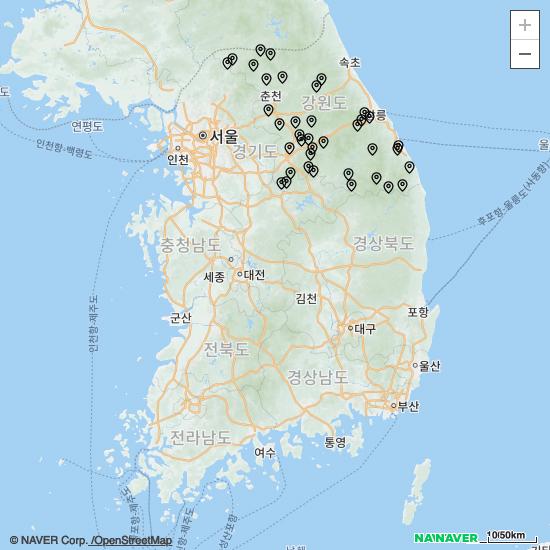 +
−
속초
춘천
강원도
강릉
연평도
서울
인천항-백령도
인천
경기도
울
후포항-울릉도(사동항)
충청남도
경상북도
세종
대전
김천
군산
인천항-제주도
포항
대구
전북도
울산
경상남도
부산
전라남도
여수
통영
© NAVER Corp. /OpenStreetMap
NAVER
10/50km